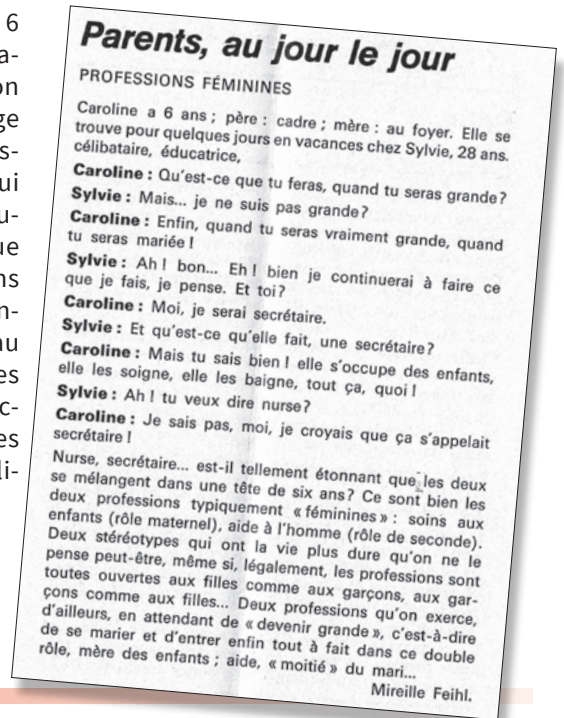 6
a-
on
ge
s-
ui
u-
ue
ns
n-
au
es
c-
es
li-
Parents, au jour le jour
PROFESSIONS FÉMININES
Caroline a 6 ans ; père : cadre ; mère : au foyer. Elle se
trouve pour quelques jours en vacances chez Sylvie, 28 ans.
célibataire, éducatrice,
Caroline : Qu'est-ce que tu feras, quand tu seras grande ?
Sylvie : Mais... je ne suis pas grande ?
Caroline : Enfin, quand tu seras vraiment grande, quand
tu seras mariée !
Sylvie : Ah ! bon... Eh ! bien je continuerai à faire ce
que je fais, je pense. Et toi ?
Caroline : Moi, je serai secrétaire.
Sylvie : Et qu'est-ce qu'elle fait, une secrétaire ?
Caroline : Mais tu sais bien ! elle s'occupe des enfants,
elle les soigne, elle les baigne, tout ça, quoi !
Sylvie : Ah ! tu veux dire nurse ?
Caroline : Je sais pas, moi, je croyais que ça s'appelait
secrétaire !
Nurse, secrétaire... est-il tellement étonnant que les deux
se mélangent dans une tête de six ans ? Ce sont bien les
deux professions typiquement « féminines » : soins aux
enfants (rôle maternel), aide à l'homme (rôle de seconde).
Deux stéréotypes qui ont la vie plus dure qu'on ne le
pense peut-être, même si, légalement, les professions sont
toutes ouvertes aux filles comme aux garçons, aux gar-
çons comme aux filles... Deux professions qu'on exerce,
d'ailleurs, en attendant de « devenir grande », c'est-à-dire
de se marier et d'entrer enfin tout à fait dans ce double
rôle, mère des enfants ; aide, « moitié » du mari...
Mireille Feihl.